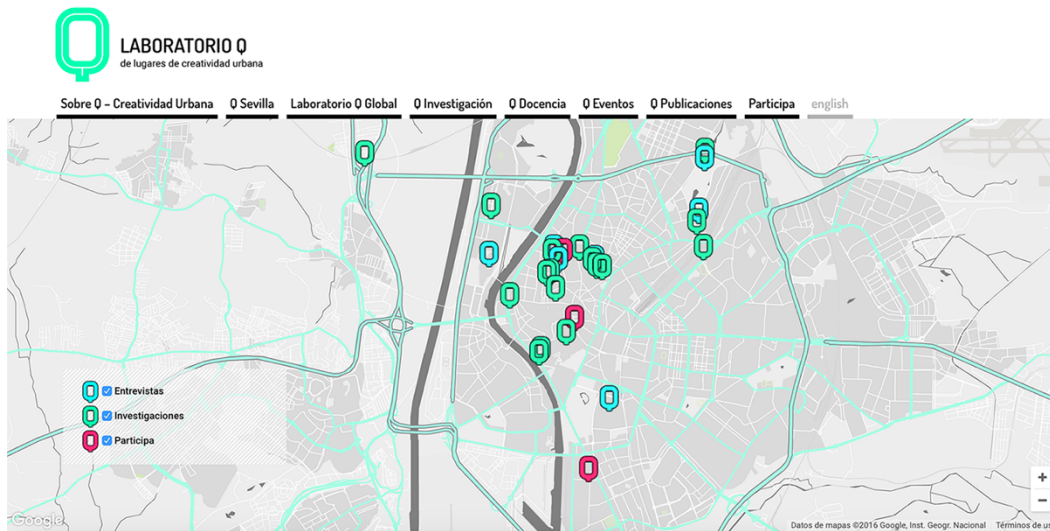 LABORATORIO Q
de lugares de creatividad urbana
Sobre Q – Creatividad Urbana Q Sevilla Laboratorio Q Global Q Investigación Q Docencia Q Eventos Q Publicaciones Participa english
Entrevistas
Investigaciones
Participa
+
−
Google
Datos de mapas ©2016 Google, Inst. Geogr. Nacional Términos de